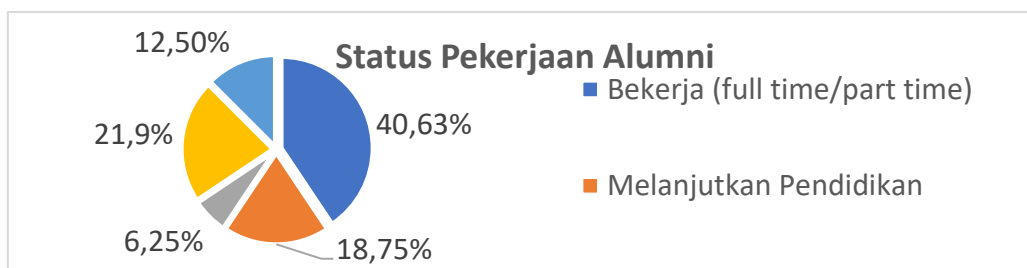 Status Pekerjaan Alumni
12,50%
21,9%
6,25%
18,75%
40,63%
Bekerja (full time/part time)
Melanjutkan Pendidikan